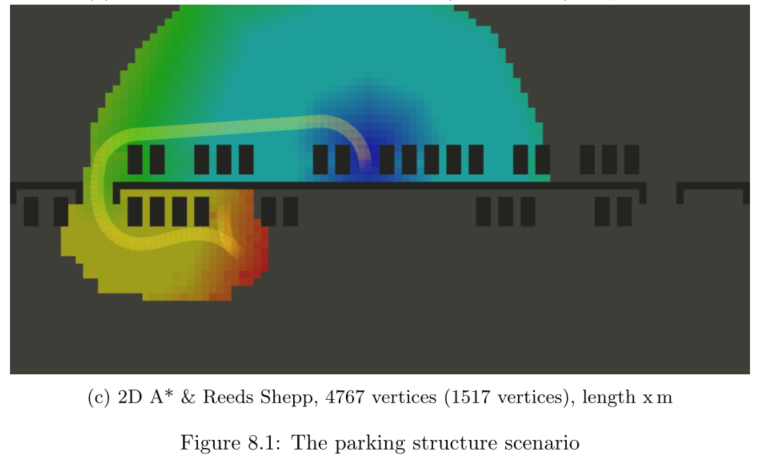 (c) 2D A* & Reeds Shepp, 4767 vertices (1517 vertices), length x m
Figure 8.1: The parking structure scenario